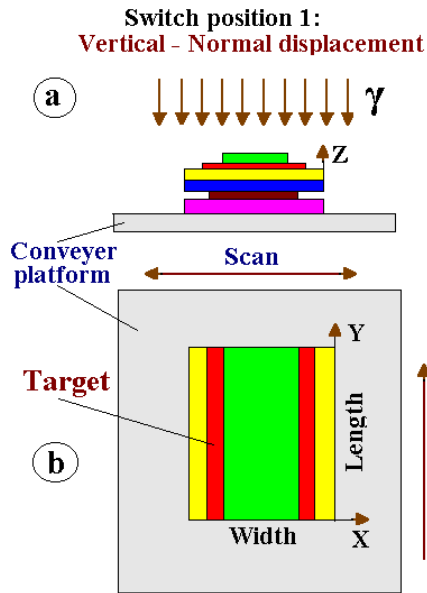 Switch position 1:
Vertical - Normal displacement
a
γ
Z
Conveyer
platform
Scan
Y
Target
Length
b
Width
X